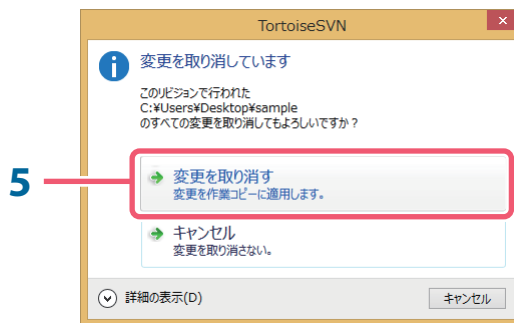 TortoiseSVN
変更を取り消しています
このリビジョンで行われた
C:¥Users¥Desktop¥sample
のすべての変更を取り消してもよろしいですか？
5
変更を取り消す
変更を作業コピーに適用します。
キャンセル
変更を取り消さない。
詳細の表示(D)
キャンセル